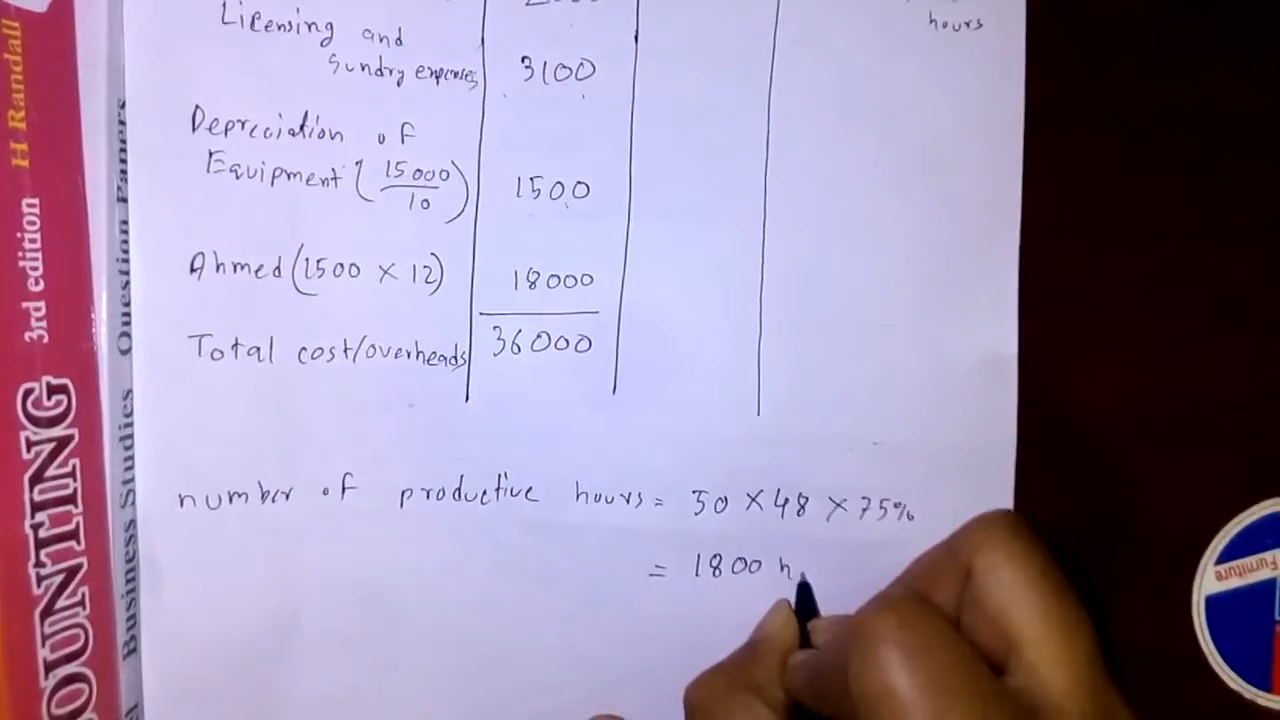 Licensing and
hours
Sundry expenses 3100
Depreciation of
Equipment (15000/10) 1500
Ahmed (1500 × 12) 18000
Total cost/overheads 36000
number of productive hours = 50 × 48 × 75%
= 1800 h
OUNTING 3rd edition H Randall
Business Studies Question Papers
Furniture